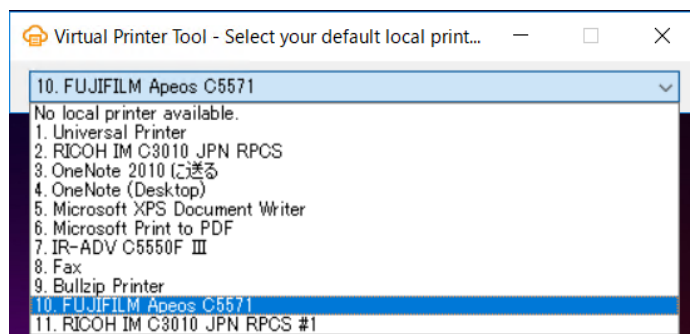 Virtual Printer Tool - Select your default local print...
10. FUJIFILM Apeos C5571
No local printer available.
1. Universal Printer
2. RICOH IM C3010 JPN RPCS
3. OneNote 2010 に送る
4. OneNote (Desktop)
5. Microsoft XPS Document Writer
6. Microsoft Print to PDF
7. IR-ADV C5550F Ⅲ
8. Fax
9. Bullzip Printer
10. FUJIFILM Apeos C5571
11. RICOH IM C3010 JPN RPCS #1